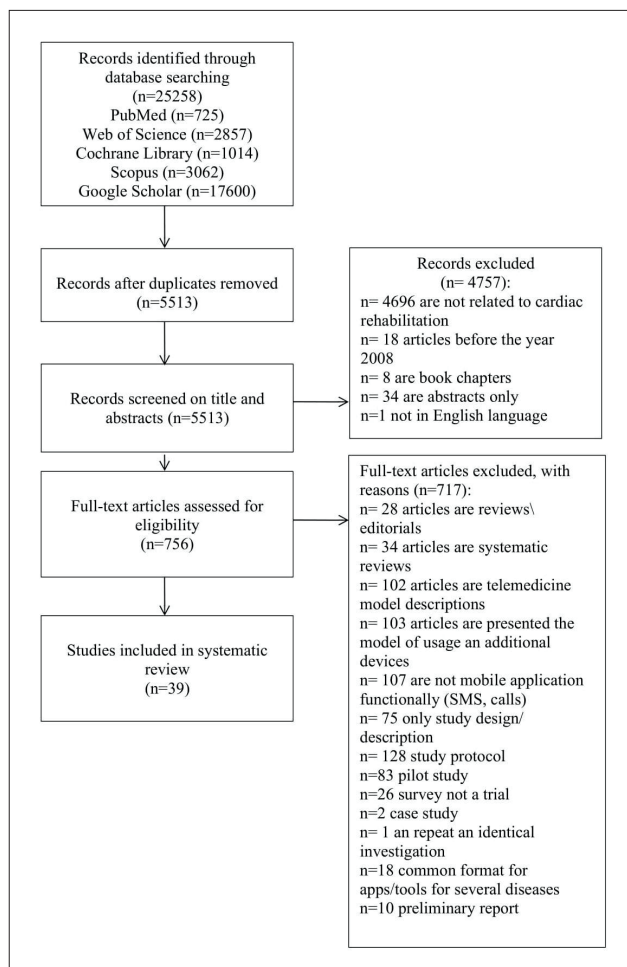 Records identified through
database searching
(n=25258)
PubMed (n=725)
Web of Science (n=2857)
Cochrane Library (n=1014)
Scopus (n=3062)
Google Scholar (n=17600)
Records after duplicates removed
(n=5513)
Records screened on title and
abstracts (n=5513)
Records excluded
(n= 4757):
n= 4696 are not related to cardiac
rehabilitation
n= 18 articles before the year
2008
n= 8 are book chapters
n= 34 are abstracts only
n=1 not in English language
Full-text articles assessed for
eligibility
(n=756)
Full-text articles excluded, with
reasons (n=717):
n= 28 articles are reviews\
editorials
n= 34 articles are systematic
reviews
n= 102 articles are telemedicine
model descriptions
n= 103 articles are presented the
model of usage an additional
devices
n= 107 are not mobile application
functionally (SMS, calls)
n= 75 only study design/
description
n= 128 study protocol
n=83 pilot study
n=26 survey not a trial
n=2 case study
n= 1 an repeat an identical
investigation
n=18 common format for
apps/tools for several diseases
n=10 preliminary report
Studies included in systematic
review
(n=39)